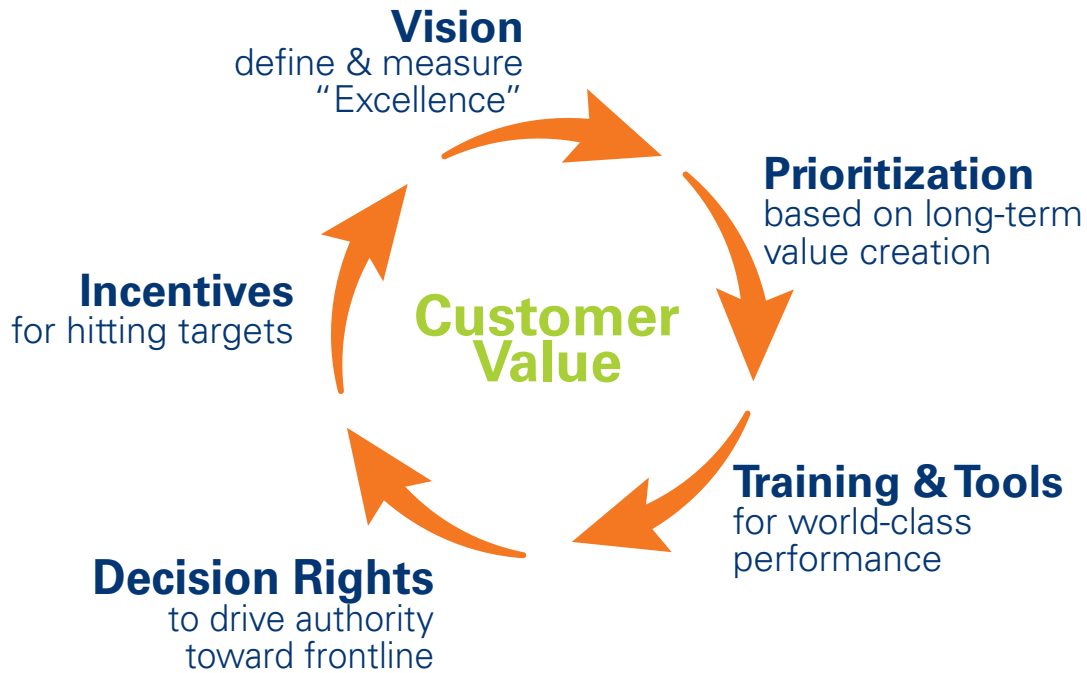 Vision
define & measure
“Excellence”
Prioritization
based on long-term
value creation
Training & Tools
for world-class
performance
Decision Rights
to drive authority
toward frontline
Incentives
for hitting targets
Customer
Value